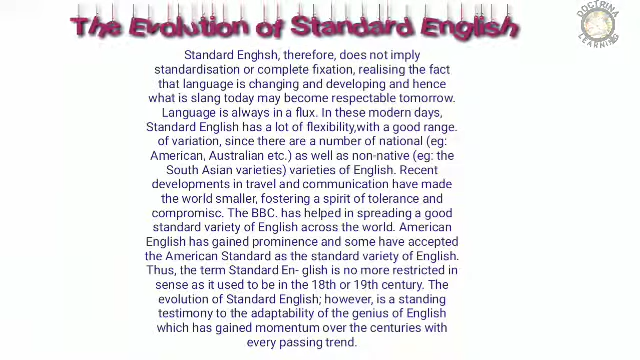 The Evolution of Standard English
DOCTRINA
LEARNING
Standard Enghsh, therefore, does not imply
standardisation or complete fixation, realising the fact
that language is changing and developing and hence
what is slang today may become respectable tomorrow.
Language is always in a flux. In these modern days,
Standard English has a lot of flexibility,with a good range.
of variation, since there are a number of national (eg:
American, Australian etc.) as well as non-native (eg: the
South Asian varieties) varieties of English. Recent
developments in travel and communication have made
the world smaller, fostering a spirit of tolerance and
compromisc. The BBC. has helped in spreading a good
standard variety of English across the world. American
English has gained prominence and some have accepted
the American Standard as the standard variety of English.
Thus, the term Standard En- glish is no more restricted in
sense as it used to be in the 18th or 19th century. The
evolution of Standard English; however, is a standing
testimony to the adaptability of the genius of English
which has gained momentum over the centuries with
every passing trend.